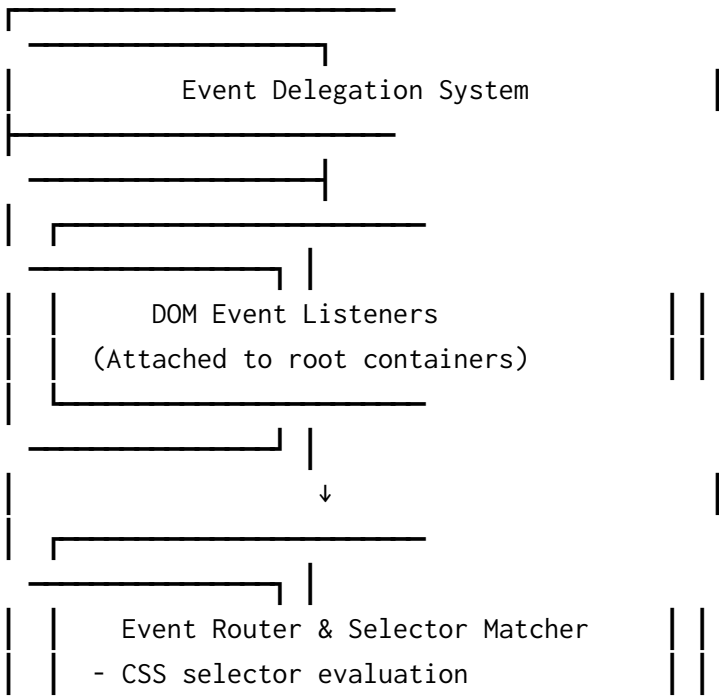 Event Delegation System
DOM Event Listeners
(Attached to root containers)
↓
Event Router & Selector Matcher
- CSS selector evaluation